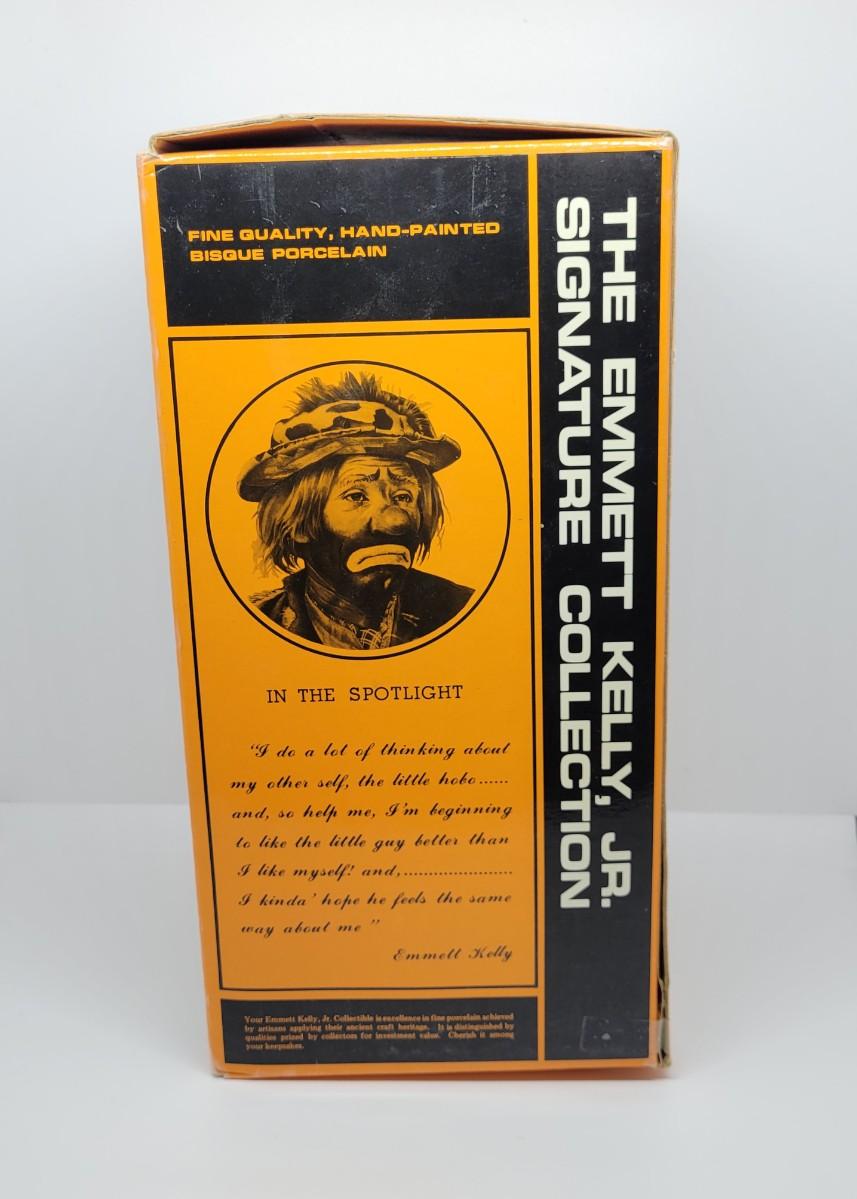 FINE QUALITY, HAND-PAINTED
BISQUE PORCELAIN
THE EMMETT KELLY, JR.
SIGNATURE COLLECTION
IN THE SPOTLIGHT
"I do a lot of thinking about
my other self, the little hobo......
and, so help me, I'm beginning
to like the little guy better than
I like myself! and,......................
I kinda' hope he feels the same
way about me"
Emmett Kelly
Your Emmett Kelly, Jr. Collectible is excellence in fine porcelain achieved
by artisans applying their ancient craft heritage. It is distinguished by
qualities prized by collectors for investment value. Cherish it among
your keepsakes.